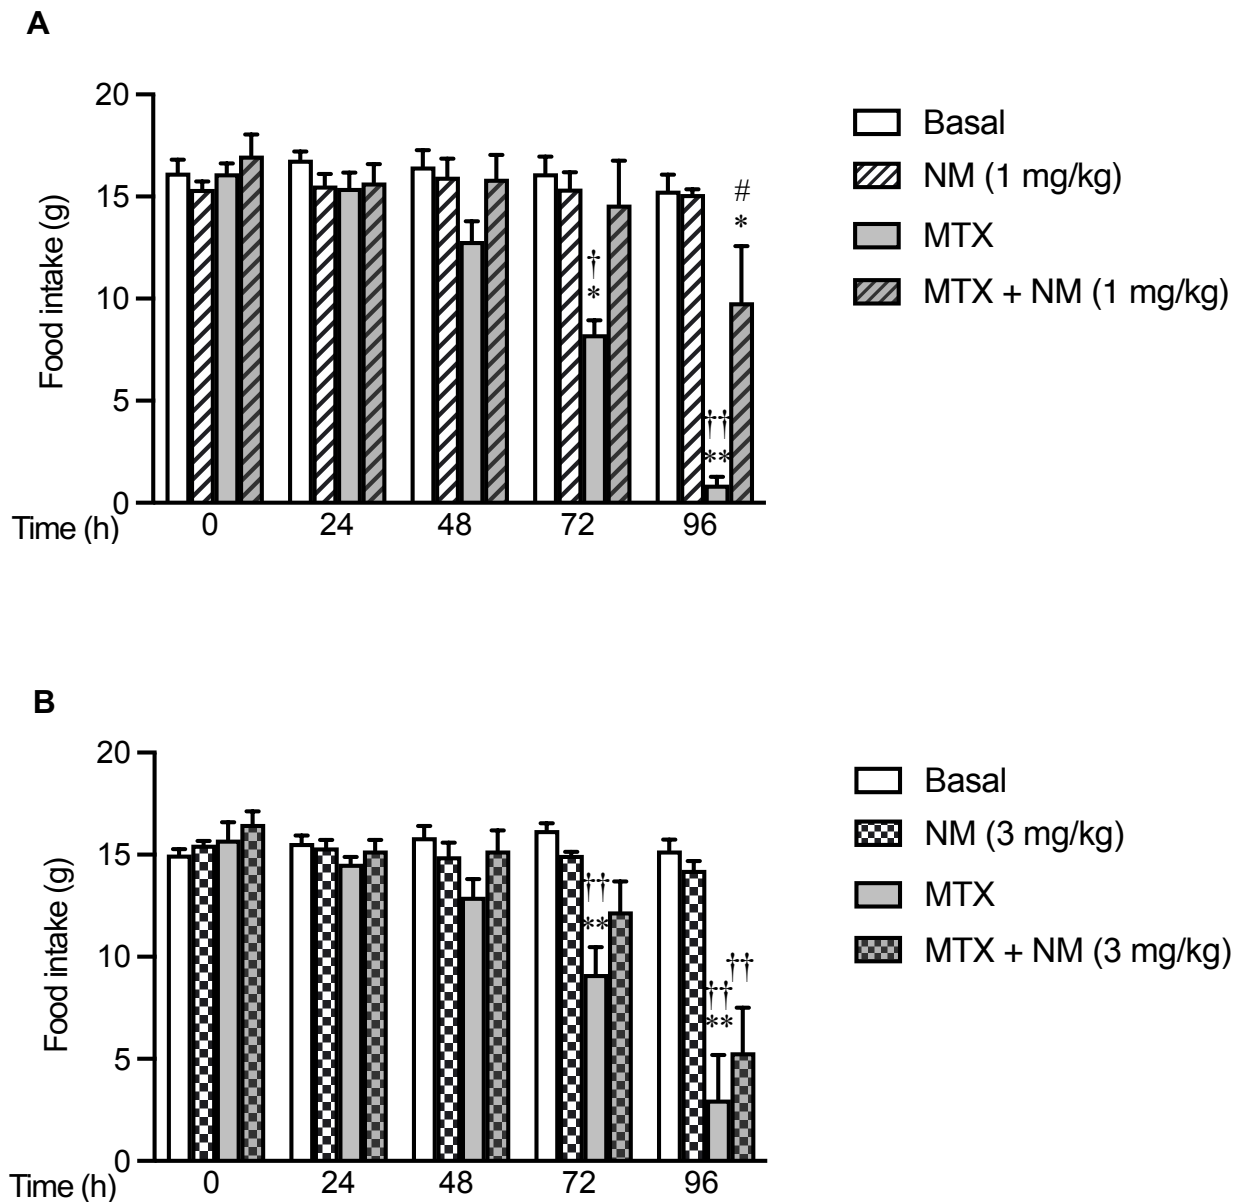 A
20
15
10
5
0
Food intake (g)
Basal
NM (1 mg/kg)
MTX
MTX + NM (1 mg/kg)
†
*
††
**
#
*
Time (h) 0 24 48 72 96
B
20
15
10
5
0
Food intake (g)
Basal
NM (3 mg/kg)
MTX
MTX + NM (3 mg/kg)
††
**
††
**
††
Time (h) 0 24 48 72 96